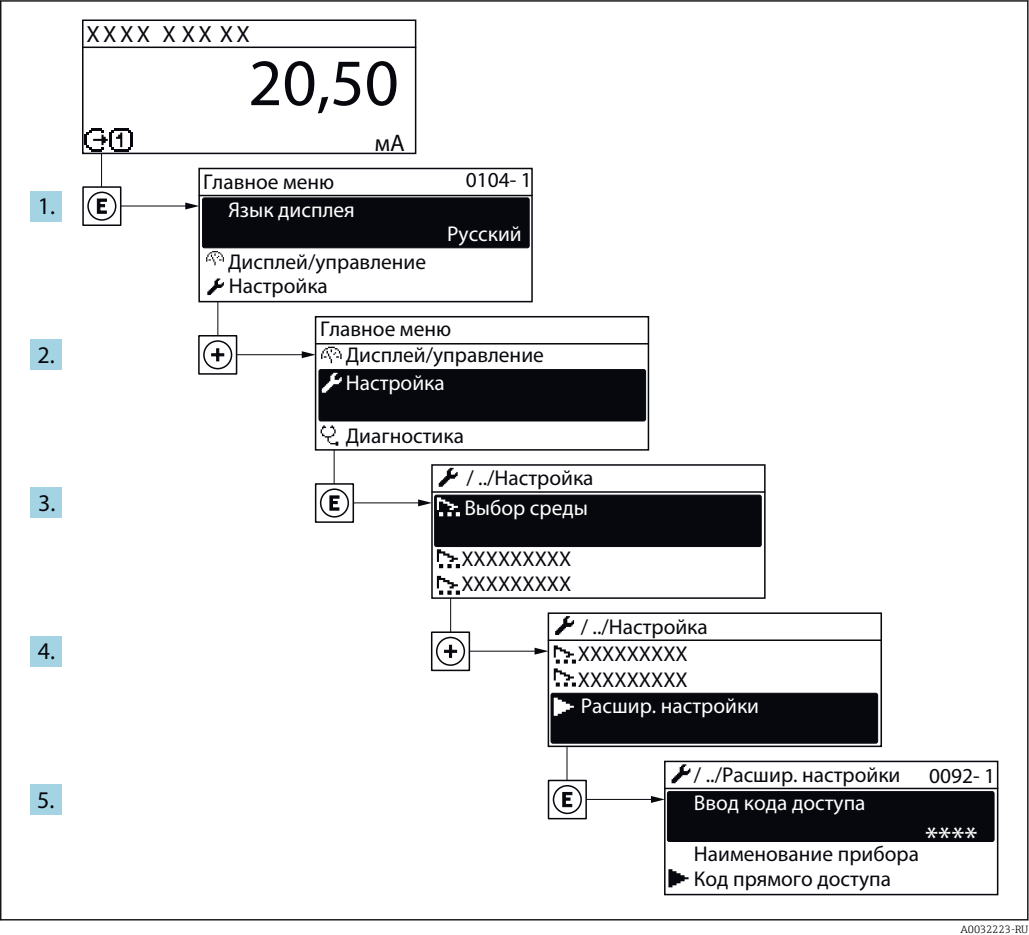 XXXX XXX XX
20,50
1
мА
1.
E
Главное меню 0104-1
Язык дисплея
Русский
Дисплей/управление
Настройка
2.
+
Главное меню
Дисплей/управление
Настройка
Диагностика
3.
E
/ ../Настройка
Выбор среды
XXXXXXXXX
XXXXXXXXX
4.
+
/ ../Настройка
XXXXXXXXX
XXXXXXXXX
Расшир. настройки
5.
E
/ ../Расшир. настройки 0092-1
Ввод кода доступа
****
Наименование прибора
Код прямого доступа
A0032223-RU